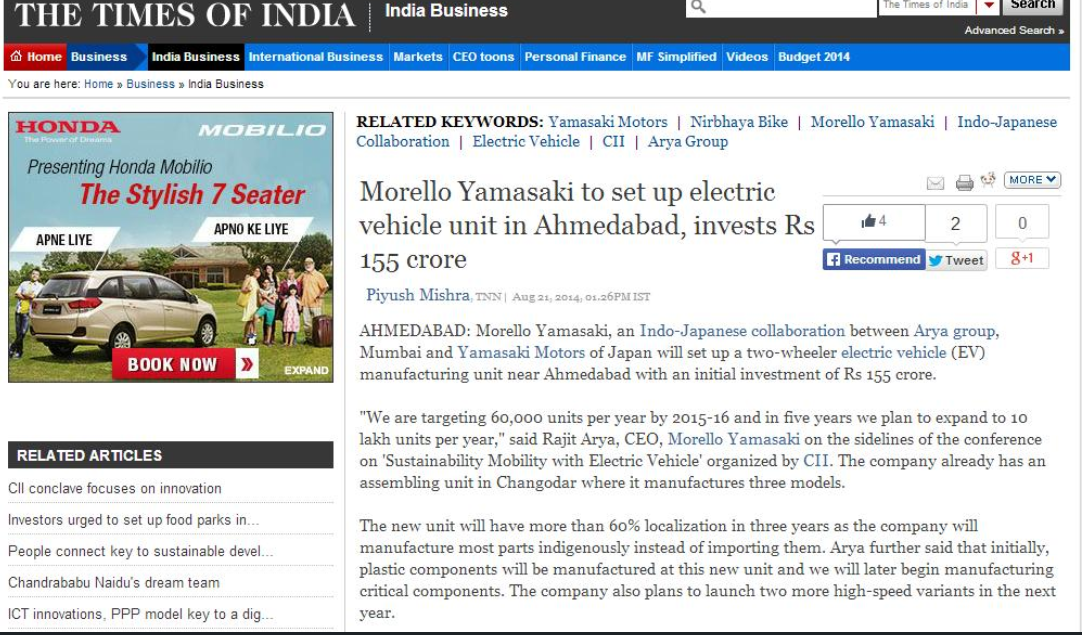 THE TIMES OF INDIA
India Business
The Times of India
Search
Advanced Search »
Home Business India Business International Business Markets CEO toons Personal Finance MF Simplified Videos Budget 2014
You are here: Home » Business » India Business
HONDA
The Power of Dreams
MOBILIO
Presenting Honda Mobilio
The Stylish 7 Seater
APNE LIYE
APNO KE LIYE
BOOK NOW »
EXPAND
RELATED ARTICLES
CII conclave focuses on innovation
Investors urged to set up food parks in...
People connect key to sustainable devel...
Chandrababu Naidu's dream team
ICT innovations, PPP model key to a dig...
RELATED KEYWORDS: Yamasaki Motors | Nirbhaya Bike | Morello Yamasaki | Indo-Japanese
Collaboration | Electric Vehicle | CII | Arya Group
MORE
Morello Yamasaki to set up electric
vehicle unit in Ahmedabad, invests Rs
155 crore
4
2
0
Recommend
Tweet
g+1
Piyush Mishra, TNN | Aug 21, 2014, 01.26PM IST
AHMEDABAD: Morello Yamasaki, an Indo-Japanese collaboration between Arya group,
Mumbai and Yamasaki Motors of Japan will set up a two-wheeler electric vehicle (EV)
manufacturing unit near Ahmedabad with an initial investment of Rs 155 crore.
"We are targeting 60,000 units per year by 2015-16 and in five years we plan to expand to 10
lakh units per year," said Rajit Arya, CEO, Morello Yamasaki on the sidelines of the conference
on 'Sustainability Mobility with Electric Vehicle' organized by CII. The company already has an
assembling unit in Changodar where it manufactures three models.
The new unit will have more than 60% localization in three years as the company will
manufacture most parts indigenously instead of importing them. Arya further said that initially,
plastic components will be manufactured at this new unit and we will later begin manufacturing
critical components. The company also plans to launch two more high-speed variants in the next
year.